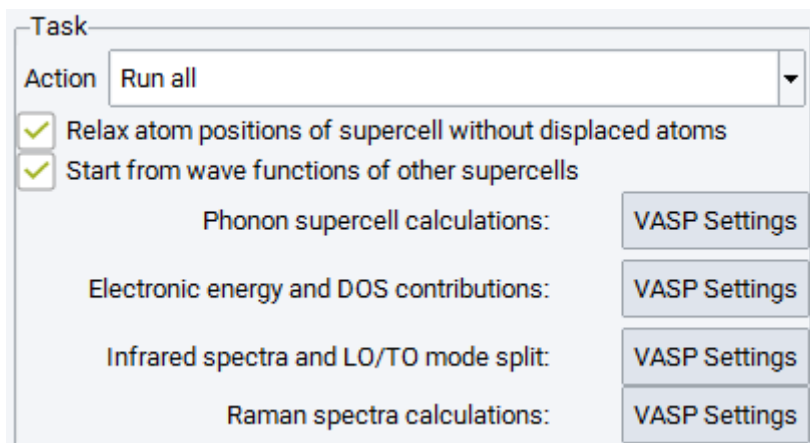 Task
Action Run all
Relax atom positions of supercell without displaced atoms
Start from wave functions of other supercells
Phonon supercell calculations: VASP Settings
Electronic energy and DOS contributions: VASP Settings
Infrared spectra and LO/TO mode split: VASP Settings
Raman spectra calculations: VASP Settings